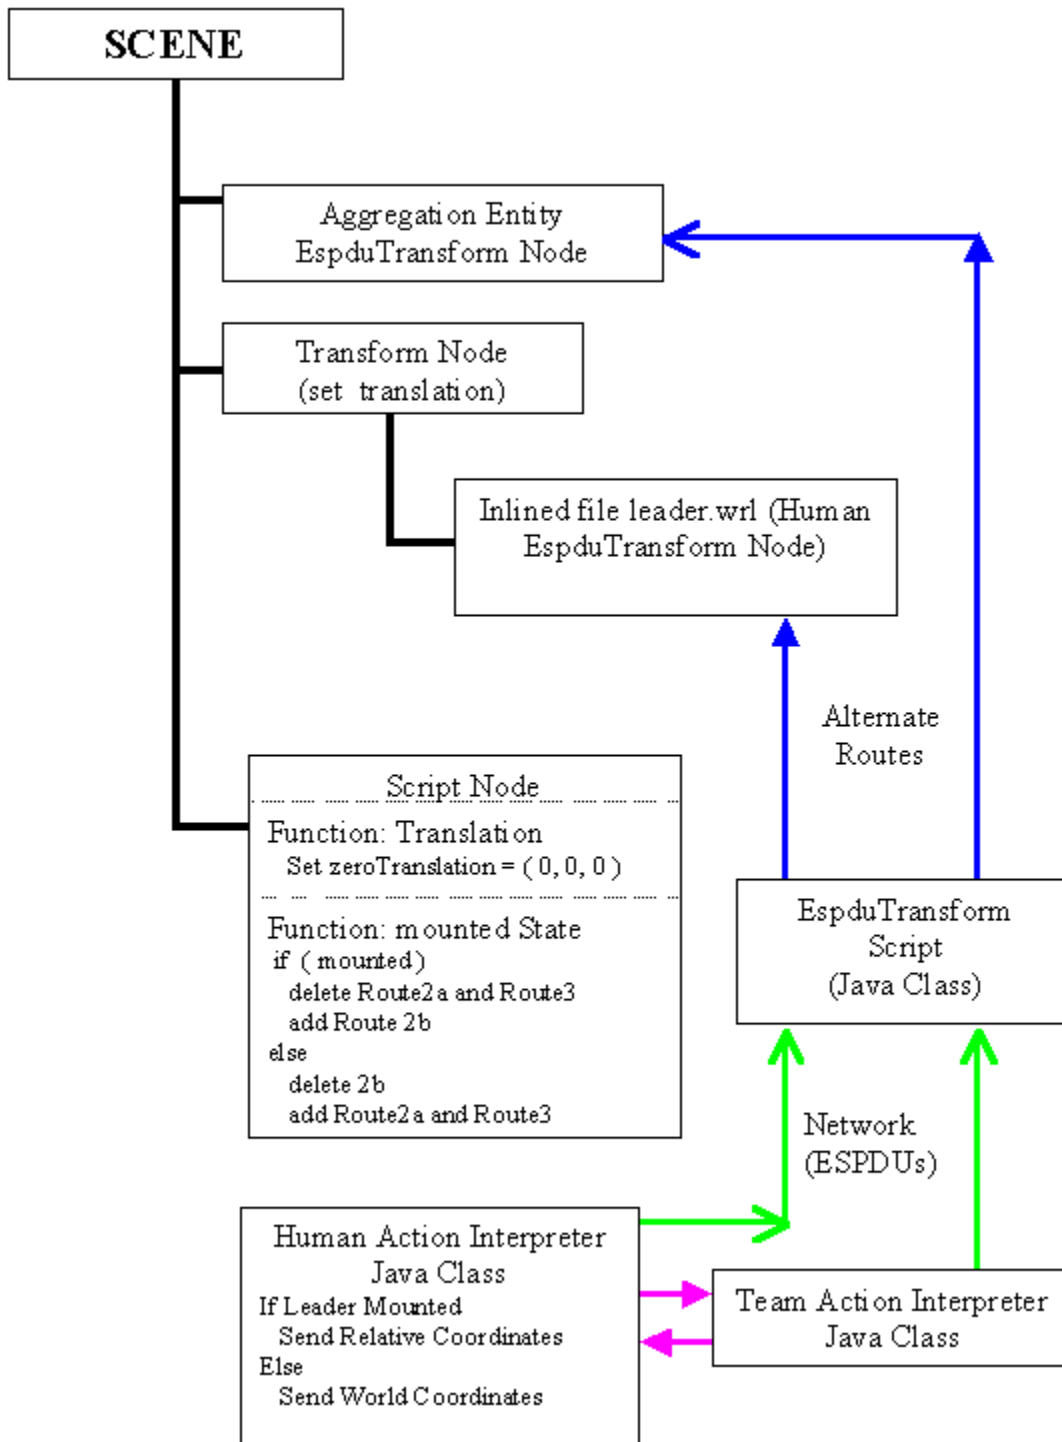 SCENE
Aggregation Entity
EspduTransform Node
Transform Node
(set translation)
Inlined file leader.wrl (Human
EspduTransform Node)
Alternate
Routes
Script Node
Function: Translation
Set zeroTranslation = ( 0, 0, 0 )
Function: mounted State
if ( mounted)
delete Route2a and Route3
add Route 2b
else
delete 2b
add Route2a and Route3
EspduTransform
Script
(Java Class)
Network
(ESPDUs)
Human Action Interpreter
Java Class
If Leader Mounted
Send Relative Coordinates
Else
Send World Coordinates
Team Action Interpreter
Java Class